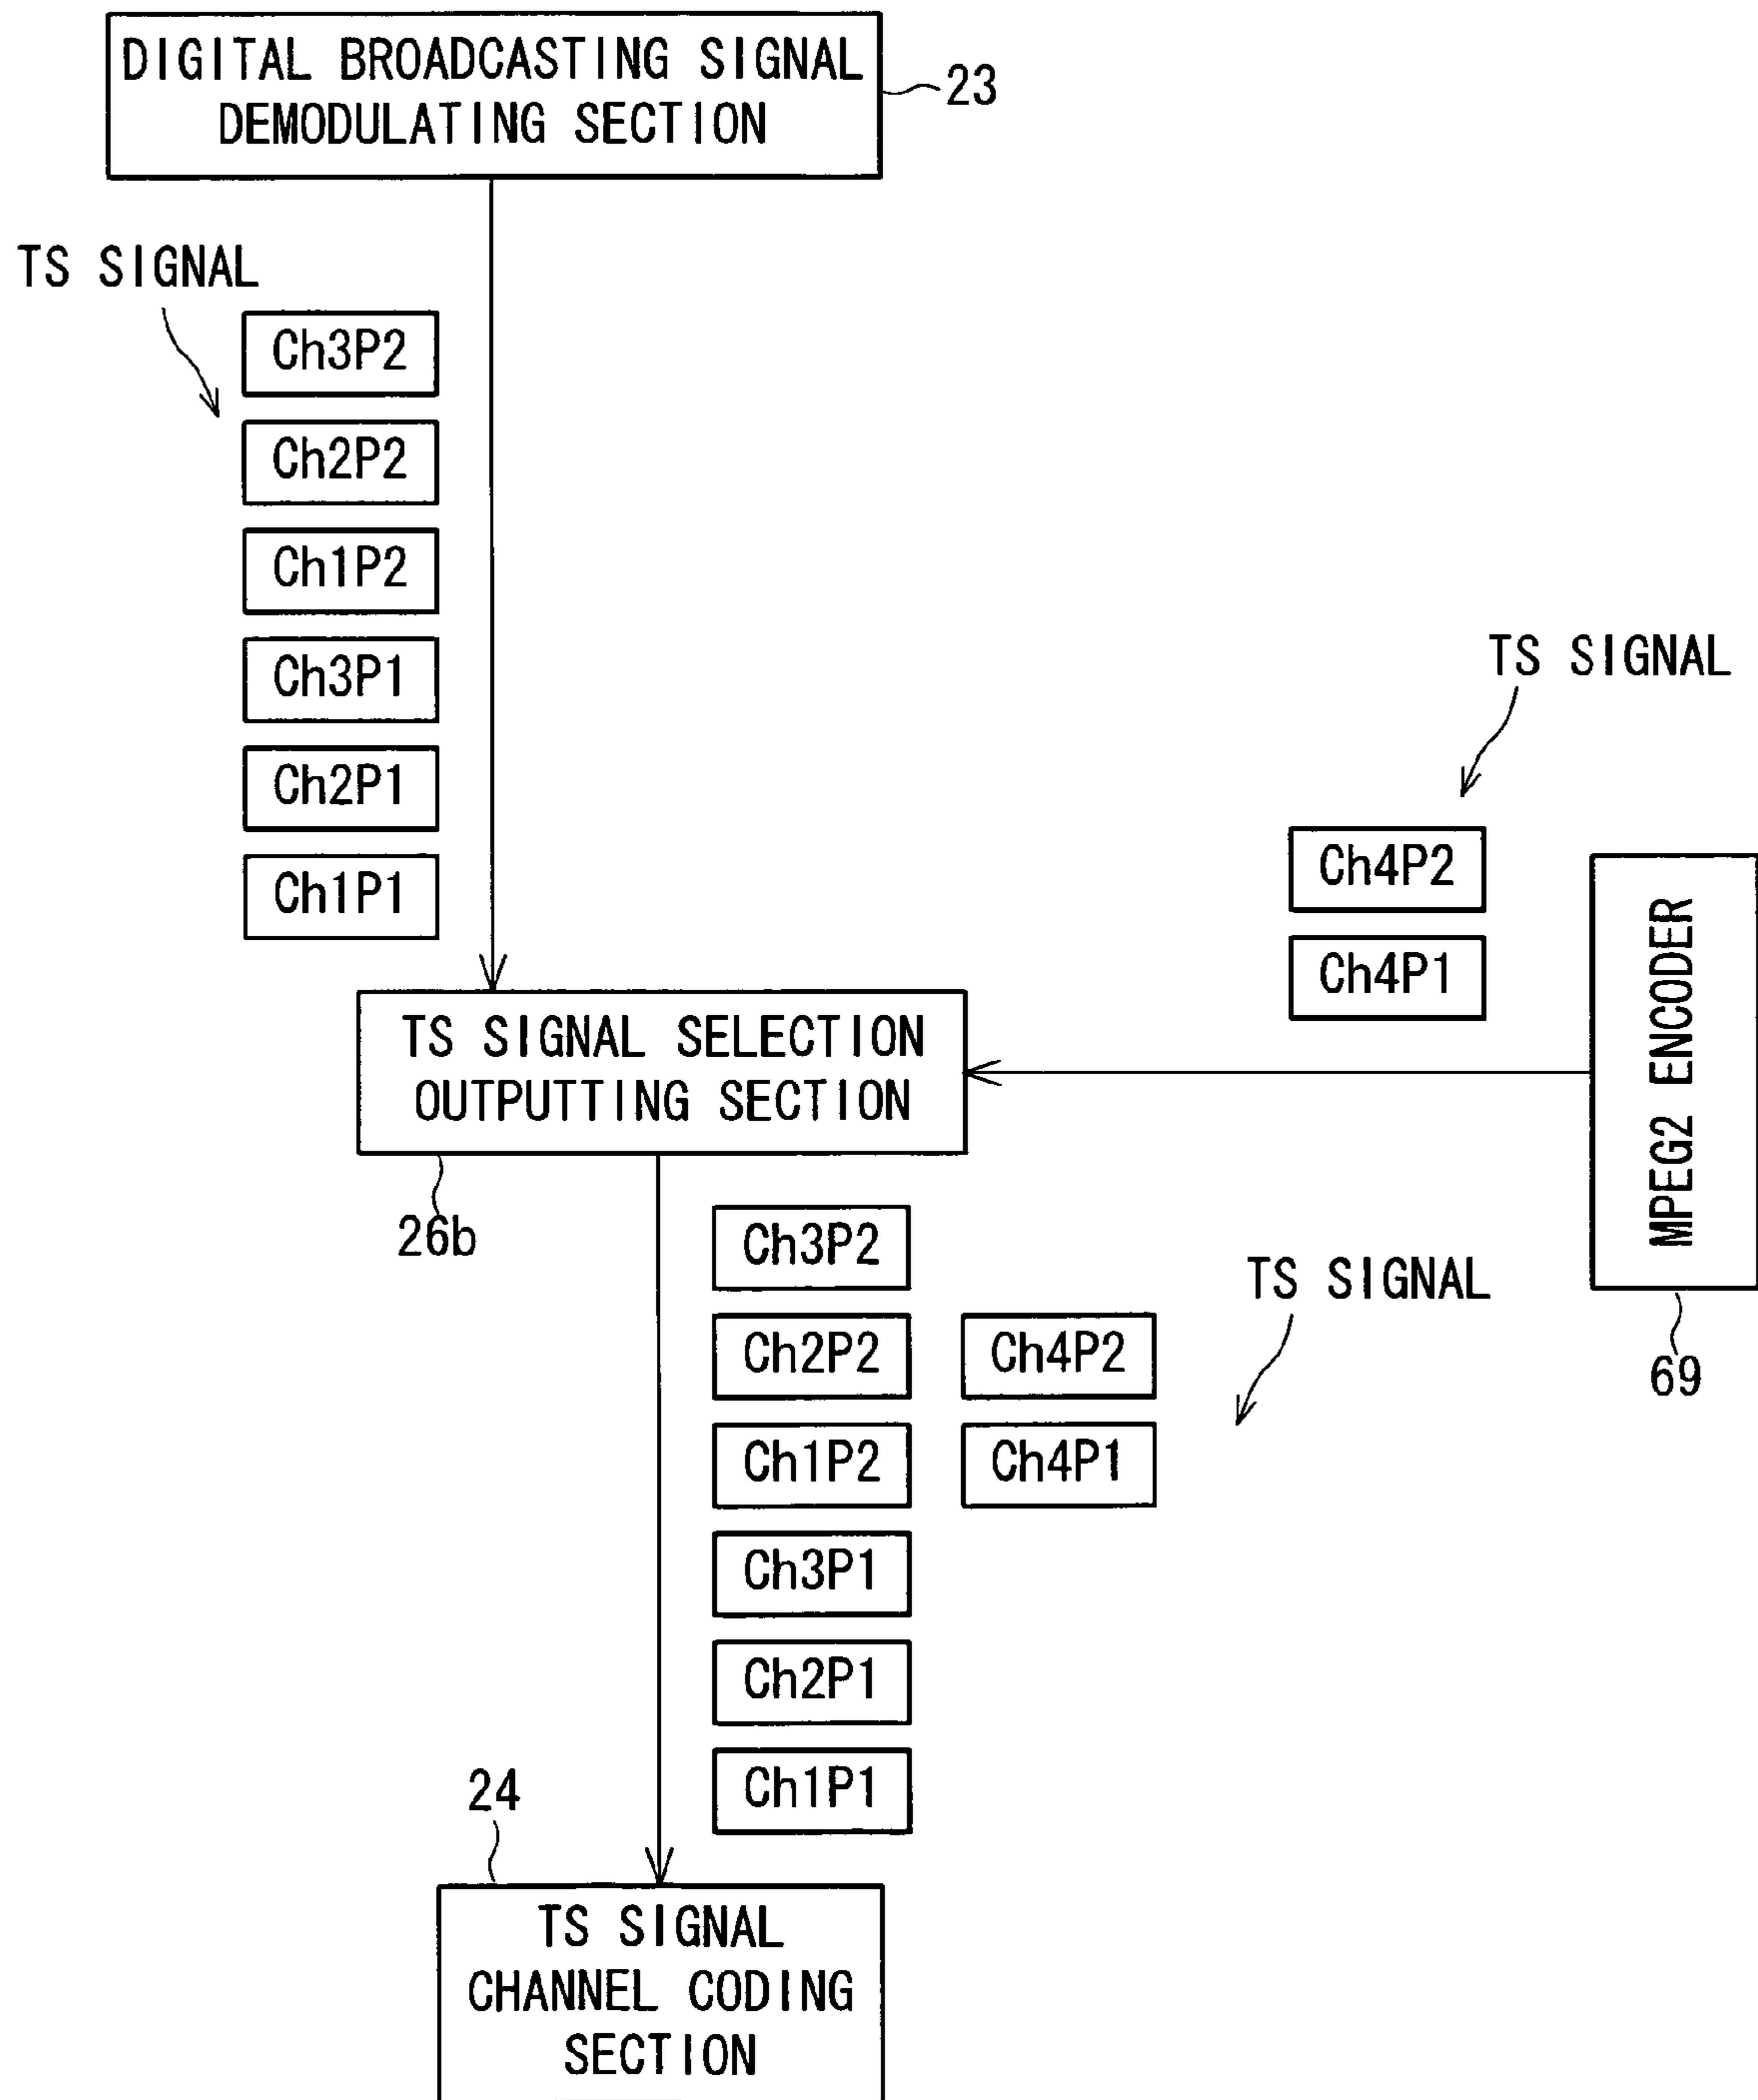 DIGITAL BROADCASTING SIGNAL
DEMODULATING SECTION
23
TS SIGNAL
Ch3P2
Ch2P2
Ch1P2
Ch3P1
Ch2P1
Ch1P1
TS SIGNAL
Ch4P2
Ch4P1
MPEG2 ENCODER
69
TS SIGNAL SELECTION
OUTPUTTING SECTION
26b
Ch3P2
Ch2P2
Ch1P2
Ch3P1
Ch2P1
Ch1P1
Ch4P2
Ch4P1
TS SIGNAL
24
TS SIGNAL
CHANNEL CODING
SECTION